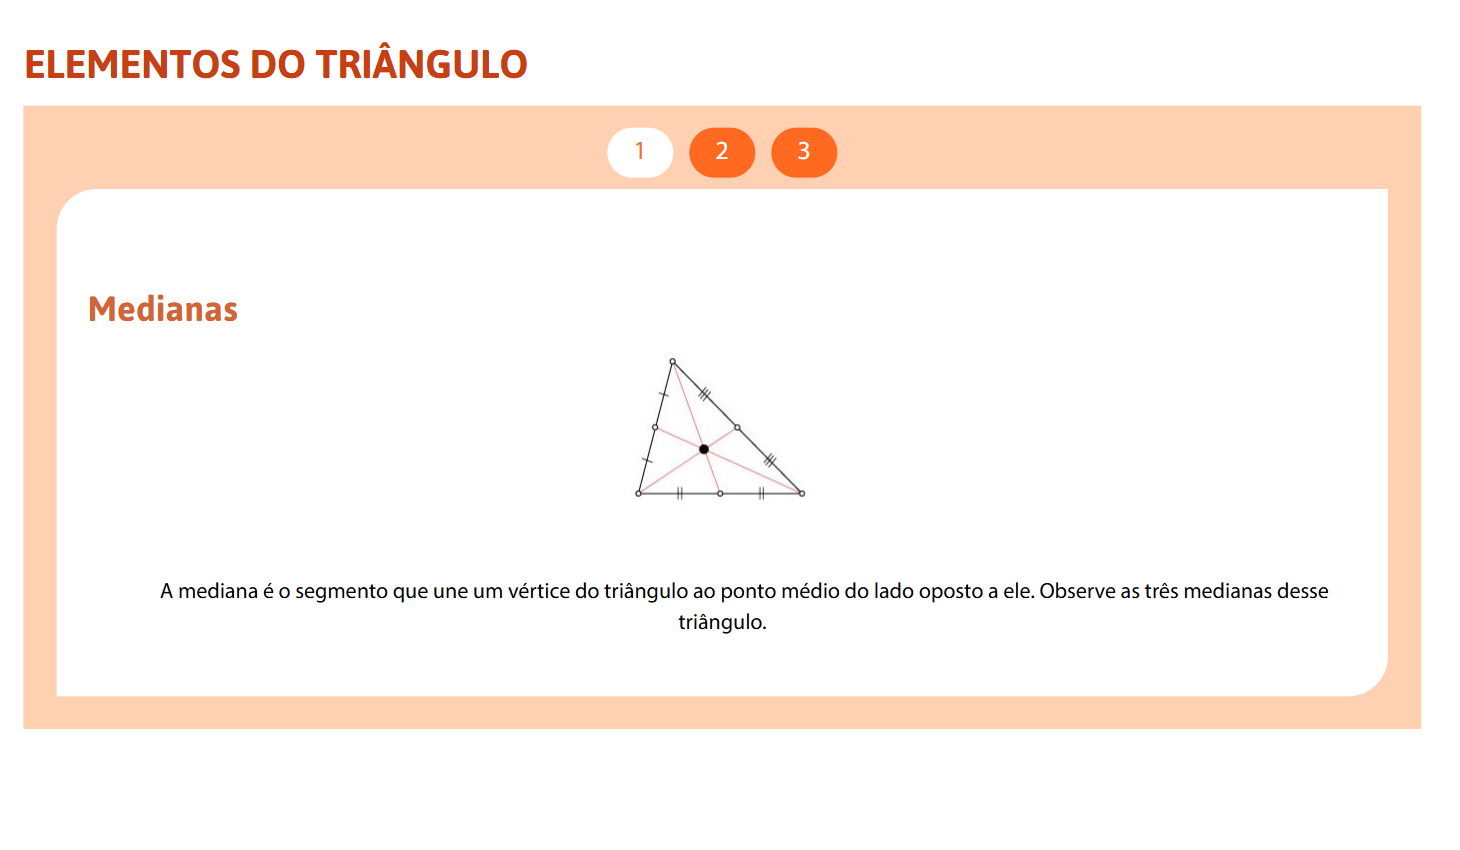 ELEMENTOS DO TRIÂNGULO
1 2 3
Medianas
A mediana é o segmento que une um vértice do triângulo ao ponto médio do lado oposto a ele. Observe as três medianas desse
triângulo.